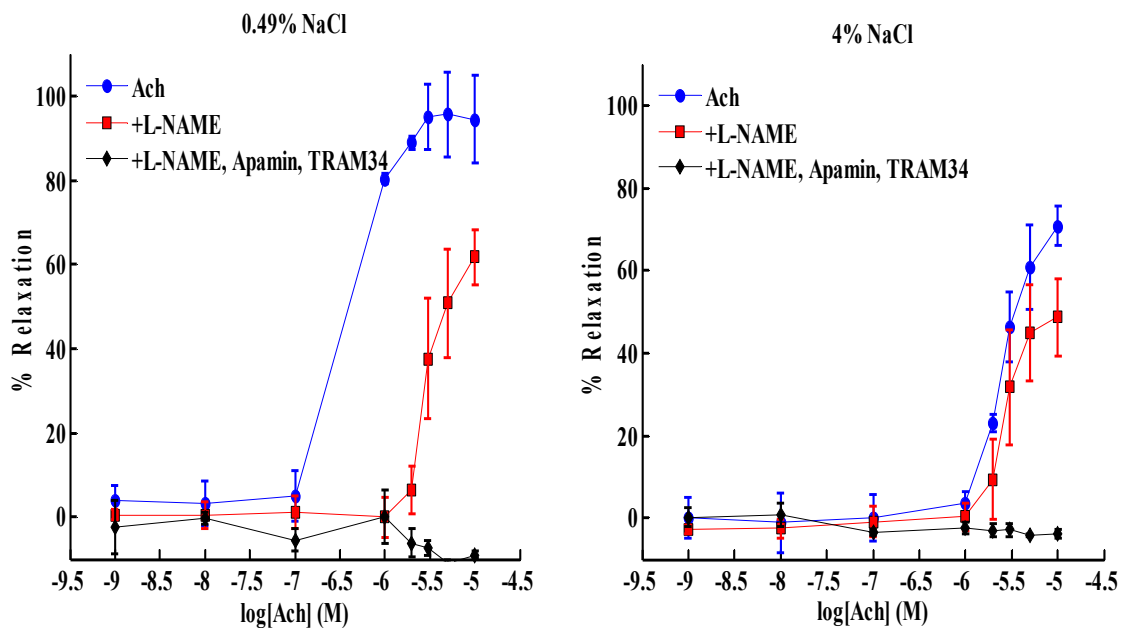 0.49% NaCl
Ach
+L-NAME
+L-NAME, Apamin, TRAM34
% Relaxation
100
80
60
40
20
0
-9.5 -9 -8.5 -8 -7.5 -7 -6.5 -6 -5.5 -5 -4.5
log[Ach] (M)
4% NaCl
Ach
+L-NAME
+L-NAME, Apamin, TRAM34
% Relaxation
100
80
60
40
20
0
-9.5 -9 -8.5 -8 -7.5 -7 -6.5 -6 -5.5 -5 -4.5
log[Ach] (M)